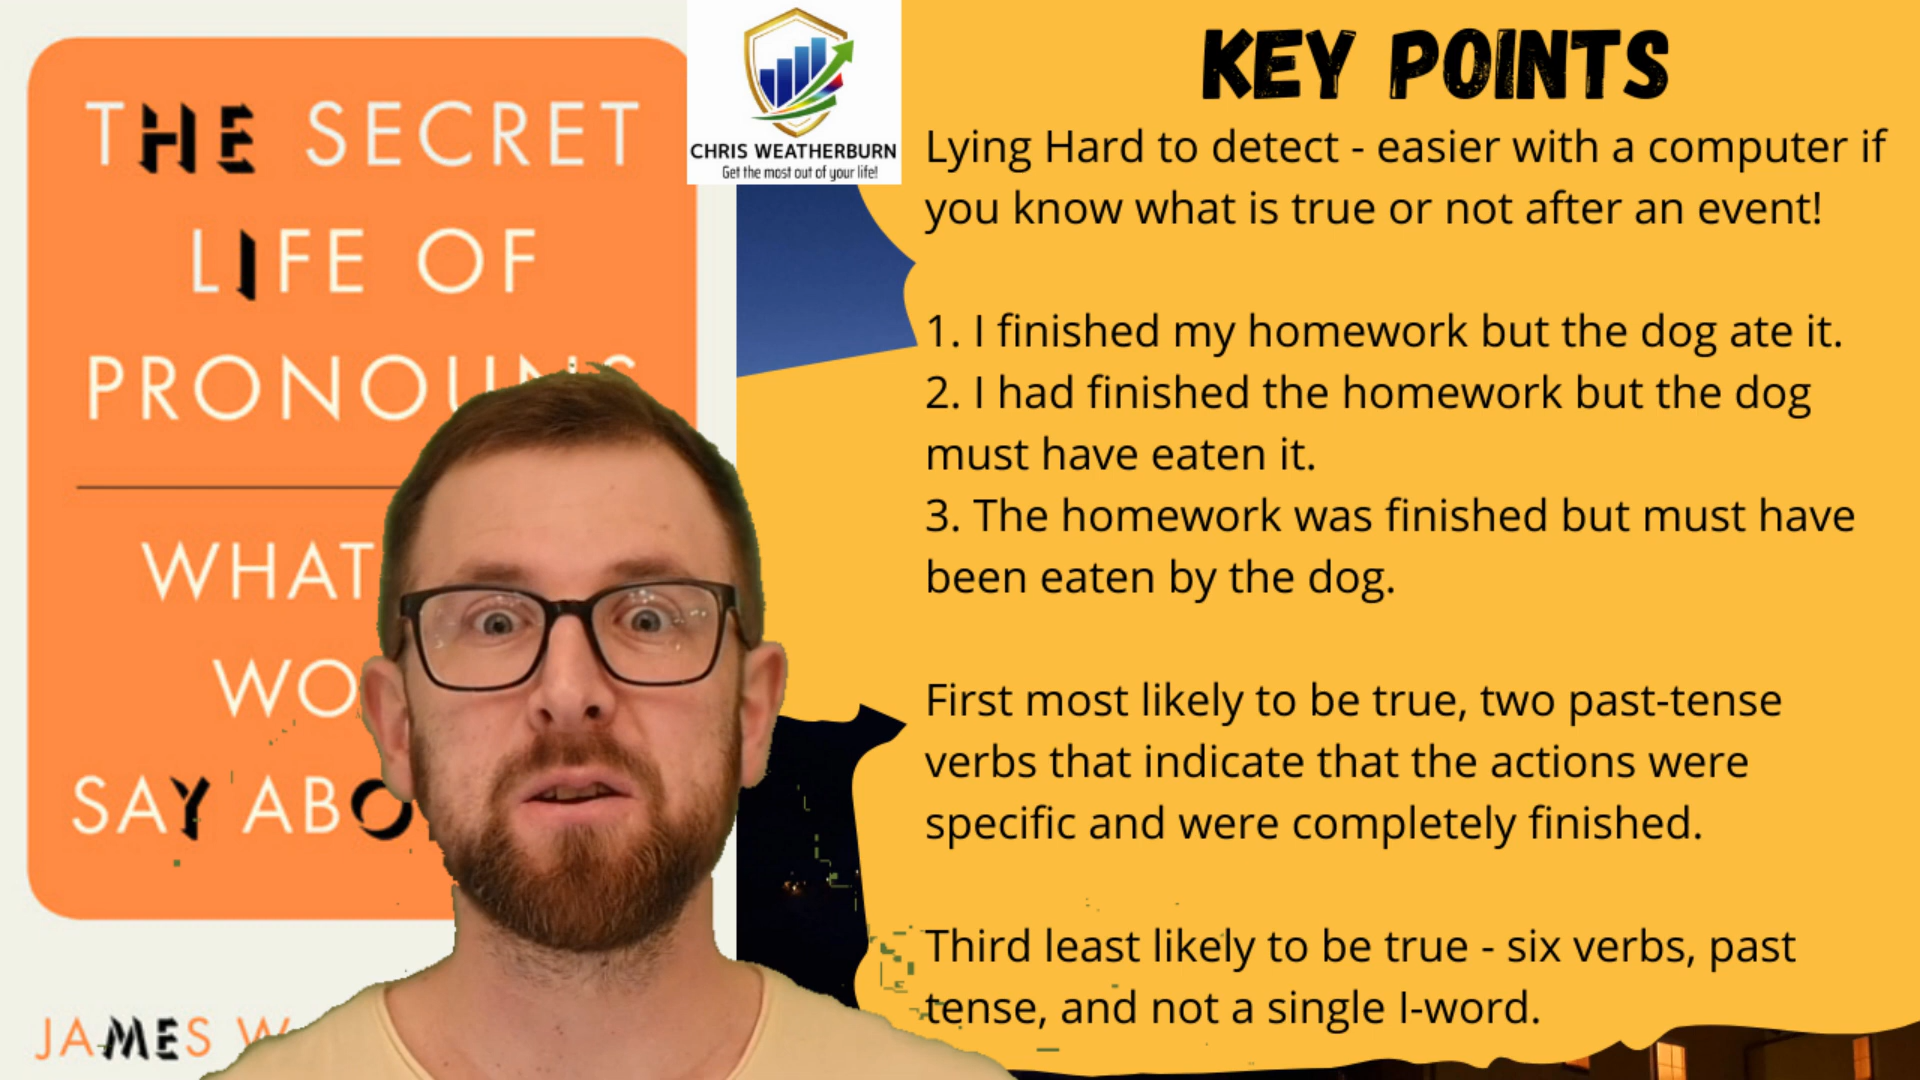 THE SECRET
LIFE OF
PRONOUNS
WHAT
SAY
JAMES
CHRIS WEATHERBURN
Get the most out of your life!
KEY POINTS
Lying Hard to detect - easier with a computer if
you know what is true or not after an event!
1. I finished my homework but the dog ate it.
2. I had finished the homework but the dog
must have eaten it.
3. The homework was finished but must have
been eaten by the dog.
First most likely to be true, two past-tense
verbs that indicate that the actions were
specific and were completely finished.
Third least likely to be true - six verbs, past
tense, and not a single I-word.